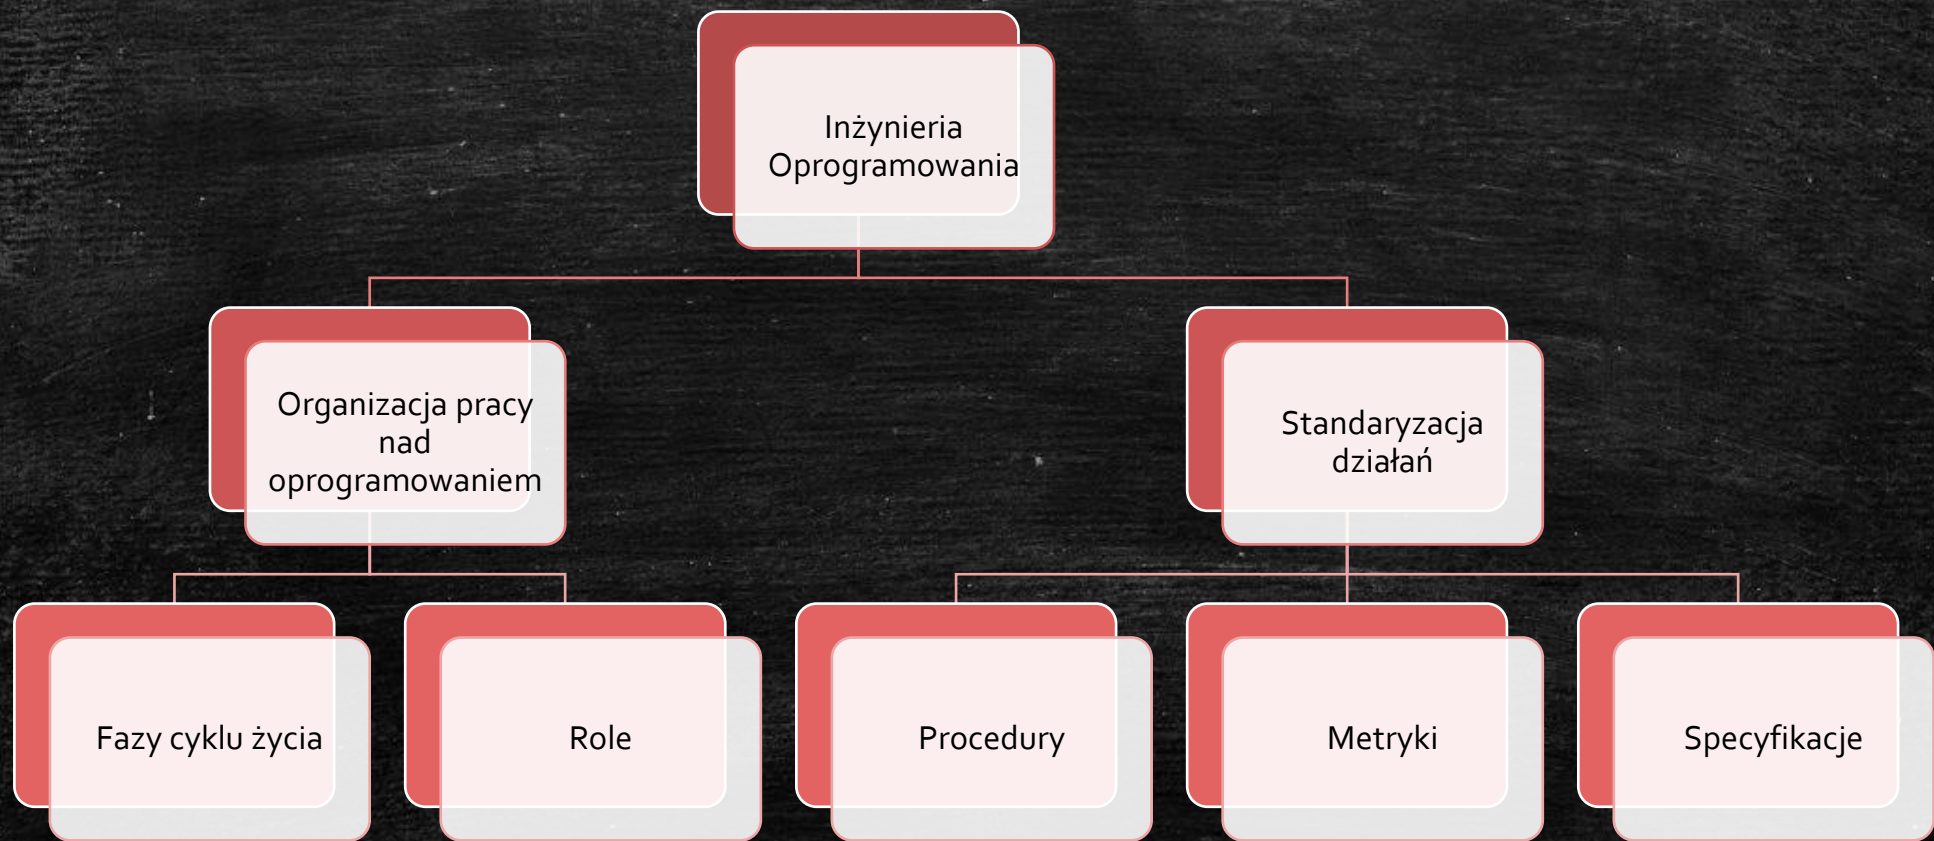 Inżynieria
Oprogramowania
Organizacja pracy
nad
oprogramowaniem
Standaryzacja
działań
Fazy cyklu życia
Role
Procedury
Metryki
Specyfikacje